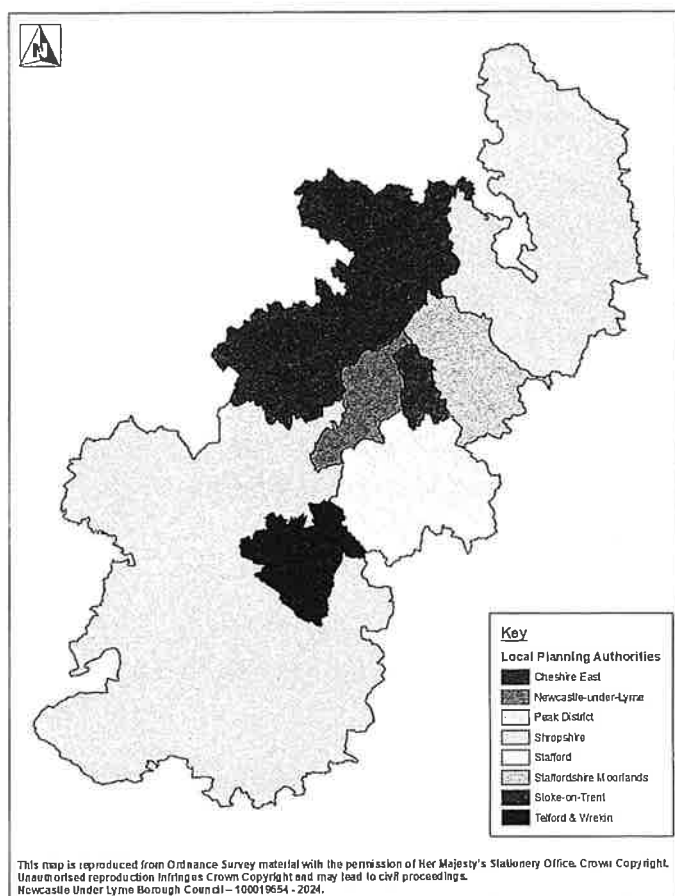 N
Key
Local Planning Authorities
Cheshire East
Newcastle-under-Lyme
Peak District
Shropshire
Stafford
Staffordshire Moorlands
Stoke-on-Trent
Telford & Wrekin
This map is reproduced from Ordnance Survey material with the permission of Her Majesty's Stationery Office. Crown Copyright.
Unauthorised reproduction infringes Crown Copyright and may lead to civil proceedings.
Newcastle Under Lyme Borough Council – 100019654 - 2024.